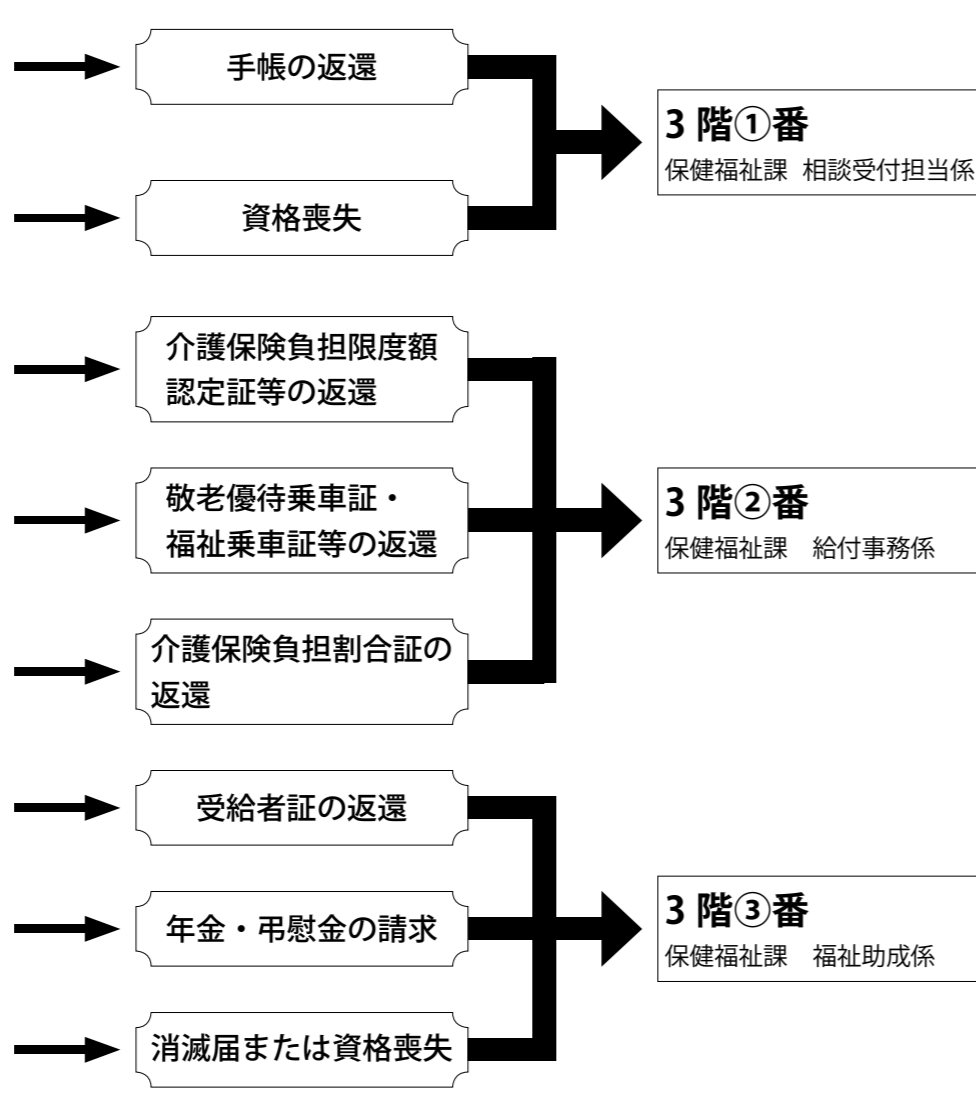 手帳の返還
資格喪失
3 階①番
保健福祉課 相談受付担当係
介護保険負担限度額
認定証等の返還
敬老優待乗車証・
福祉乗車証等の返還
介護保険負担割合証の
返還
3 階②番
保健福祉課　給付事務係
受給者証の返還
年金・弔慰金の請求
消滅届または資格喪失
3 階③番
保健福祉課　福祉助成係